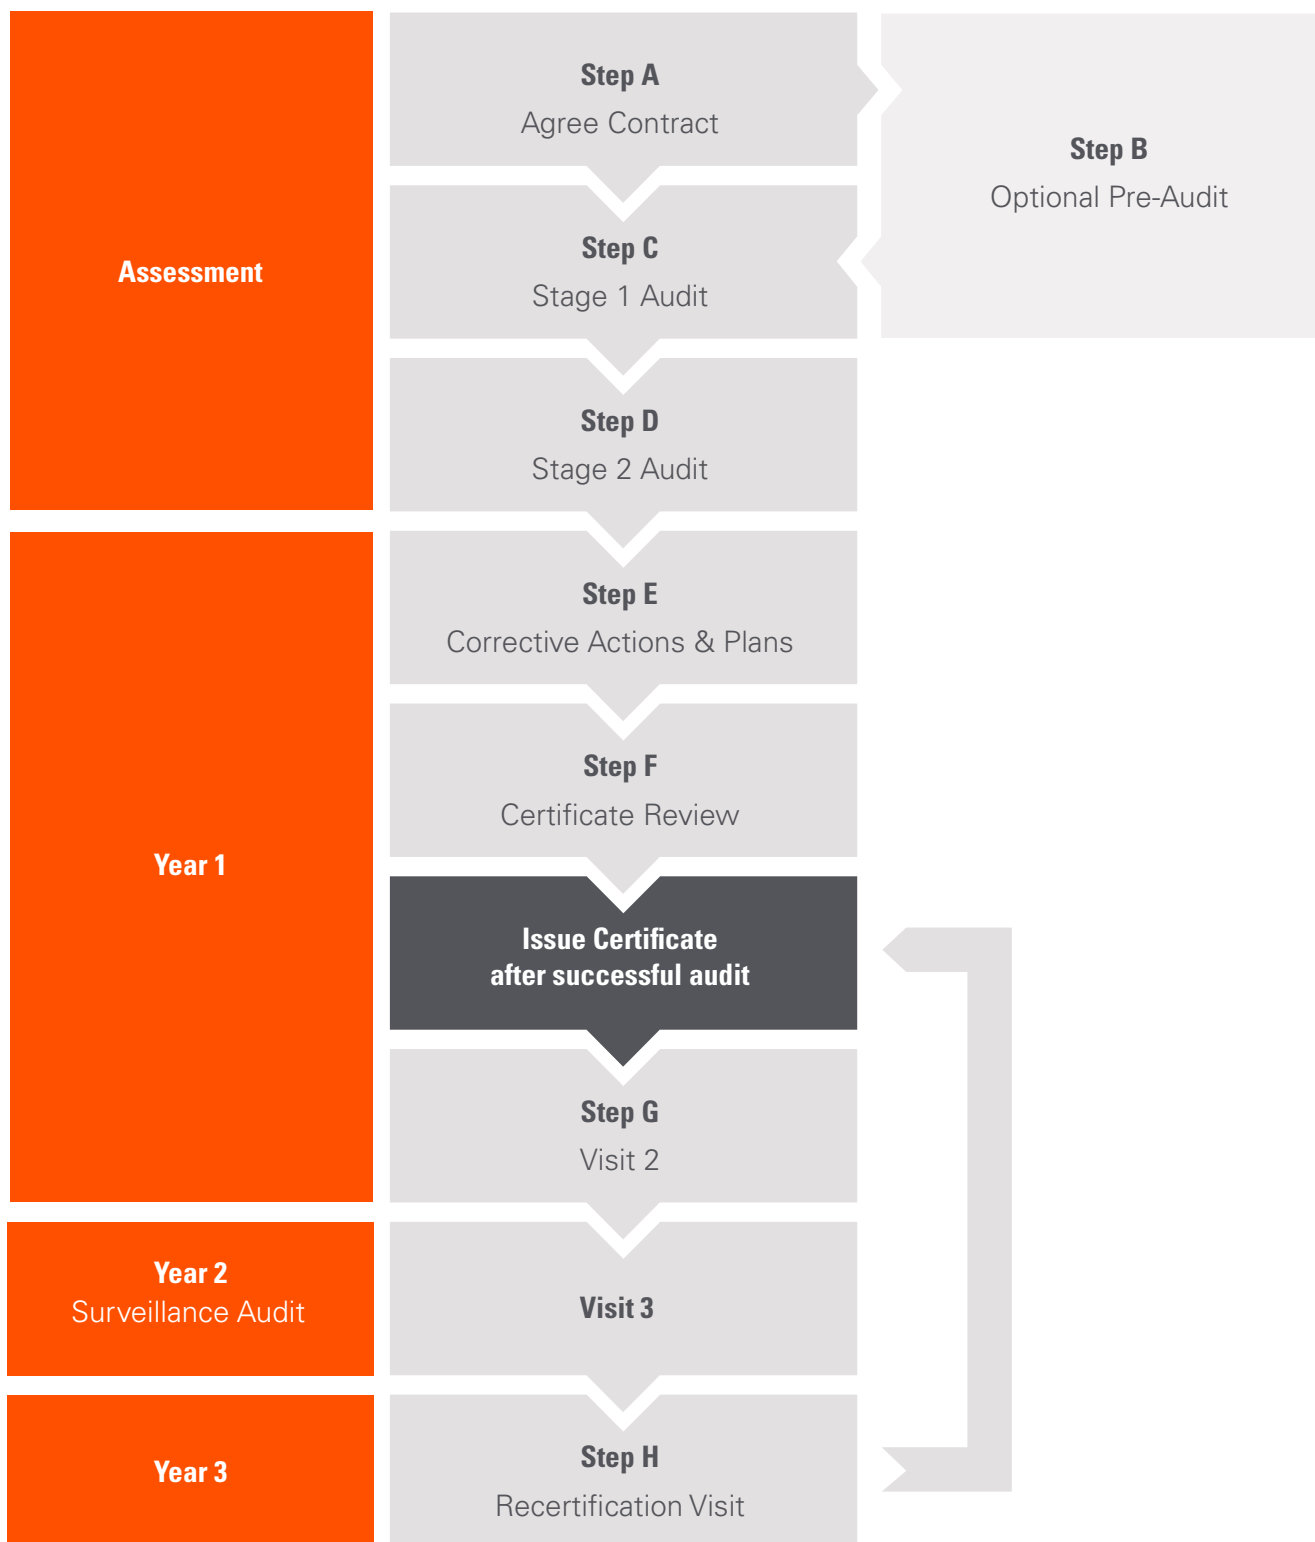 Step A
Agree Contract
Step B
Optional Pre-Audit
Assessment
Step C
Stage 1 Audit
Step D
Stage 2 Audit
Step E
Corrective Actions & Plans
Step F
Certificate Review
Year 1
Issue Certificate
after successful audit
Step G
Visit 2
Year 2
Surveillance Audit
Visit 3
Year 3
Step H
Recertification Visit